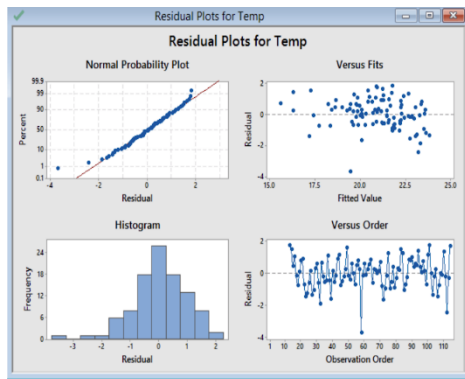 Residual Plots for Temp
Residual Plots for Temp
Normal Probability Plot
99.9
99
90
50
10
1
0.1
Percent
-4 -2 0 2
Residual
Versus Fits
2
0
-2
-4
Residual
15.0 17.5 20.0 22.5 25.0
Fitted Value
Histogram
24
18
12
6
0
Frequency
-3 -2 -1 0 1 2
Residual
Versus Order
2
0
-2
-4
Residual
1 10 20 30 40 50 60 70 80 90 100 110
Observation Order